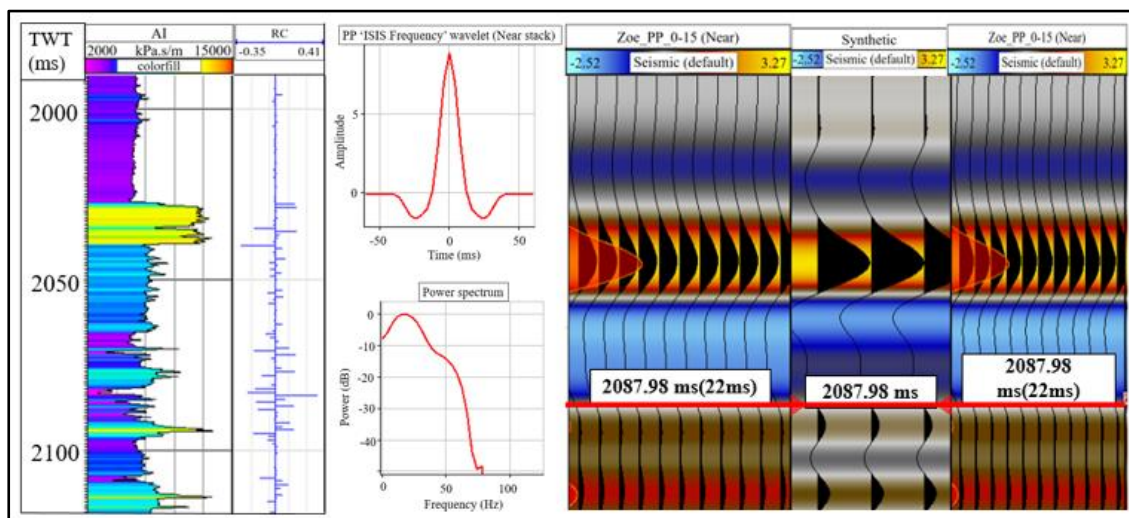 TWT
(ms)
AI
2000 kPa.s/m 15000
colorfill
RC
-0.35 0.41
2000
2050
2100
PP 'ISIS Frequency' wavelet (Near stack)
Amplitude
5
0
-50 0 50
Time (ms)
Power spectrum
Power (dB)
0
-10
-20
-30
-40
0 50 100
Frequency (Hz)
Zoe_PP_0-15 (Near)
-2.52 Seismic (default) 3.27
2087.98 ms(22ms)
Synthetic
-2.52 Seismic (default) 3.27
2087.98 ms
Zoe_PP_0-15 (Near)
-2.52 Seismic (default) 3.27
2087.98
ms(22ms)